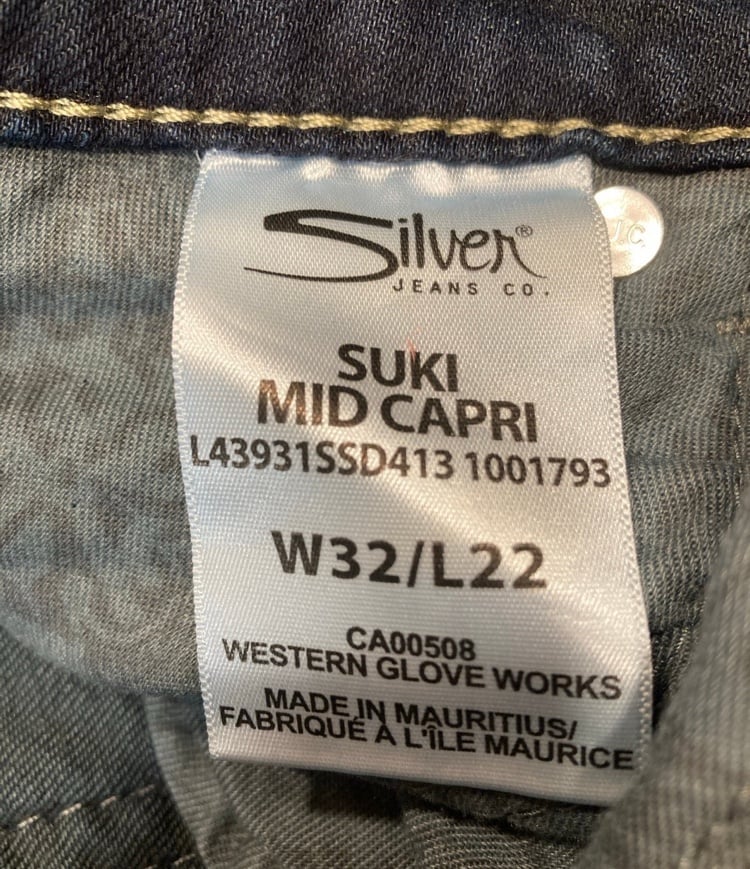 Silver®
JEANS CO.
J.C.
SUKI
MID CAPRI
L43931SSD413 1001793
W32/L22
CA00508
WESTERN GLOVE WORKS
MADE IN MAURITIUS/
FABRIQUÉ À L'ÎLE MAURICE